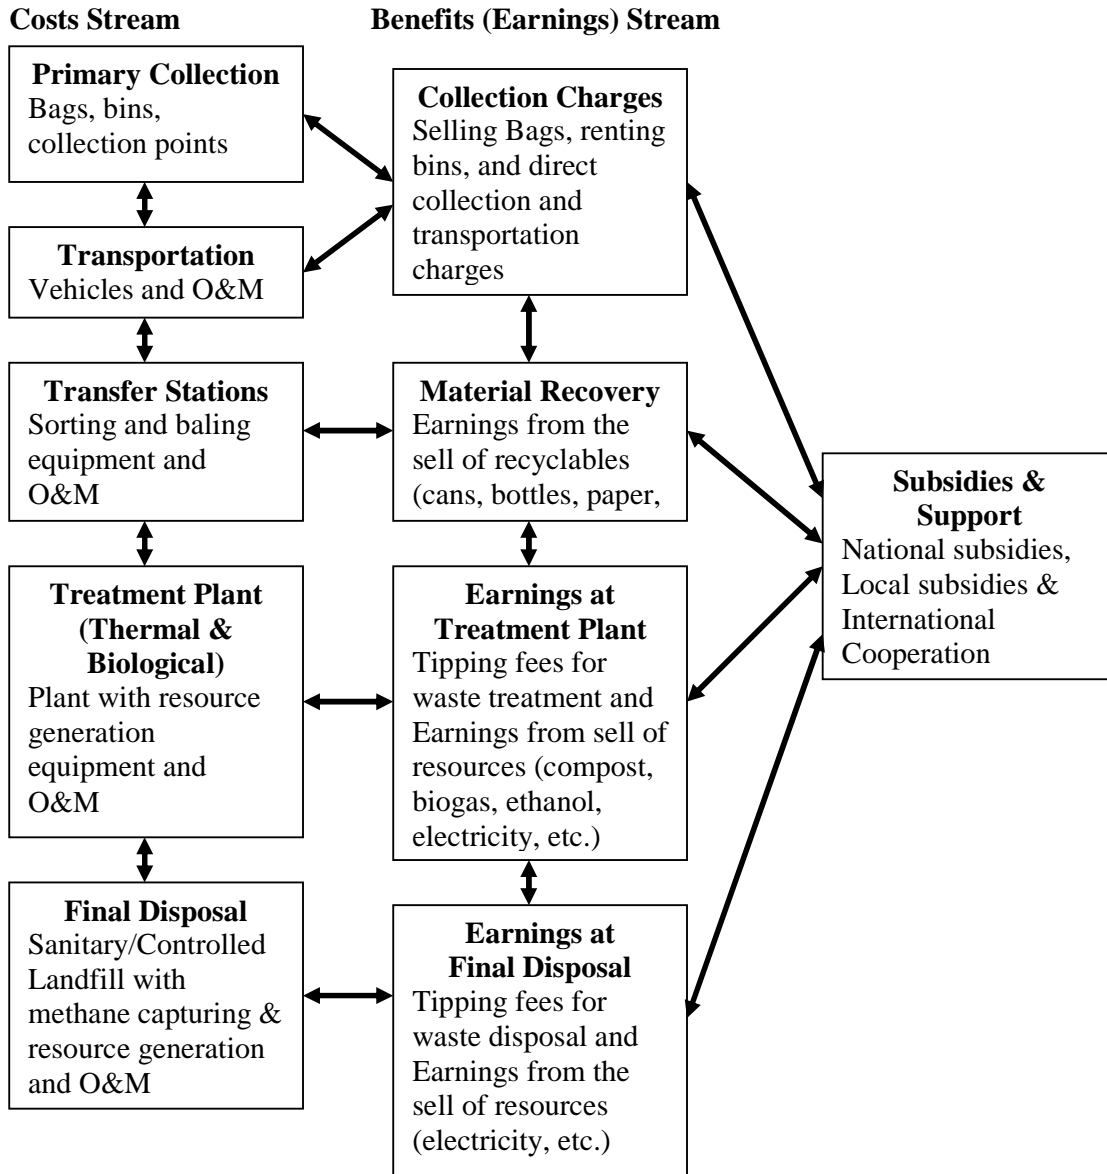 Costs Stream
Benefits (Earnings) Stream
Primary Collection
Bags, bins,
collection points
Transportation
Vehicles and O&M
Transfer Stations
Sorting and baling
equipment and
O&M
Treatment Plant
(Thermal &
Biological)
Plant with resource
generation
equipment and
O&M
Final Disposal
Sanitary/Controlled
Landfill with
methane capturing &
resource generation
and O&M
Collection Charges
Selling Bags, renting
bins, and direct
collection and
transportation
charges
Material Recovery
Earnings from the
sell of recyclables
(cans, bottles, paper,
Earnings at
Treatment Plant
Tipping fees for
waste treatment and
Earnings from sell of
resources (compost,
biogas, ethanol,
electricity, etc.)
Earnings at
Final Disposal
Tipping fees for
waste disposal and
Earnings from the
sell of resources
(electricity, etc.)
Subsidies &
Support
National subsidies,
Local subsidies &
International
Cooperation